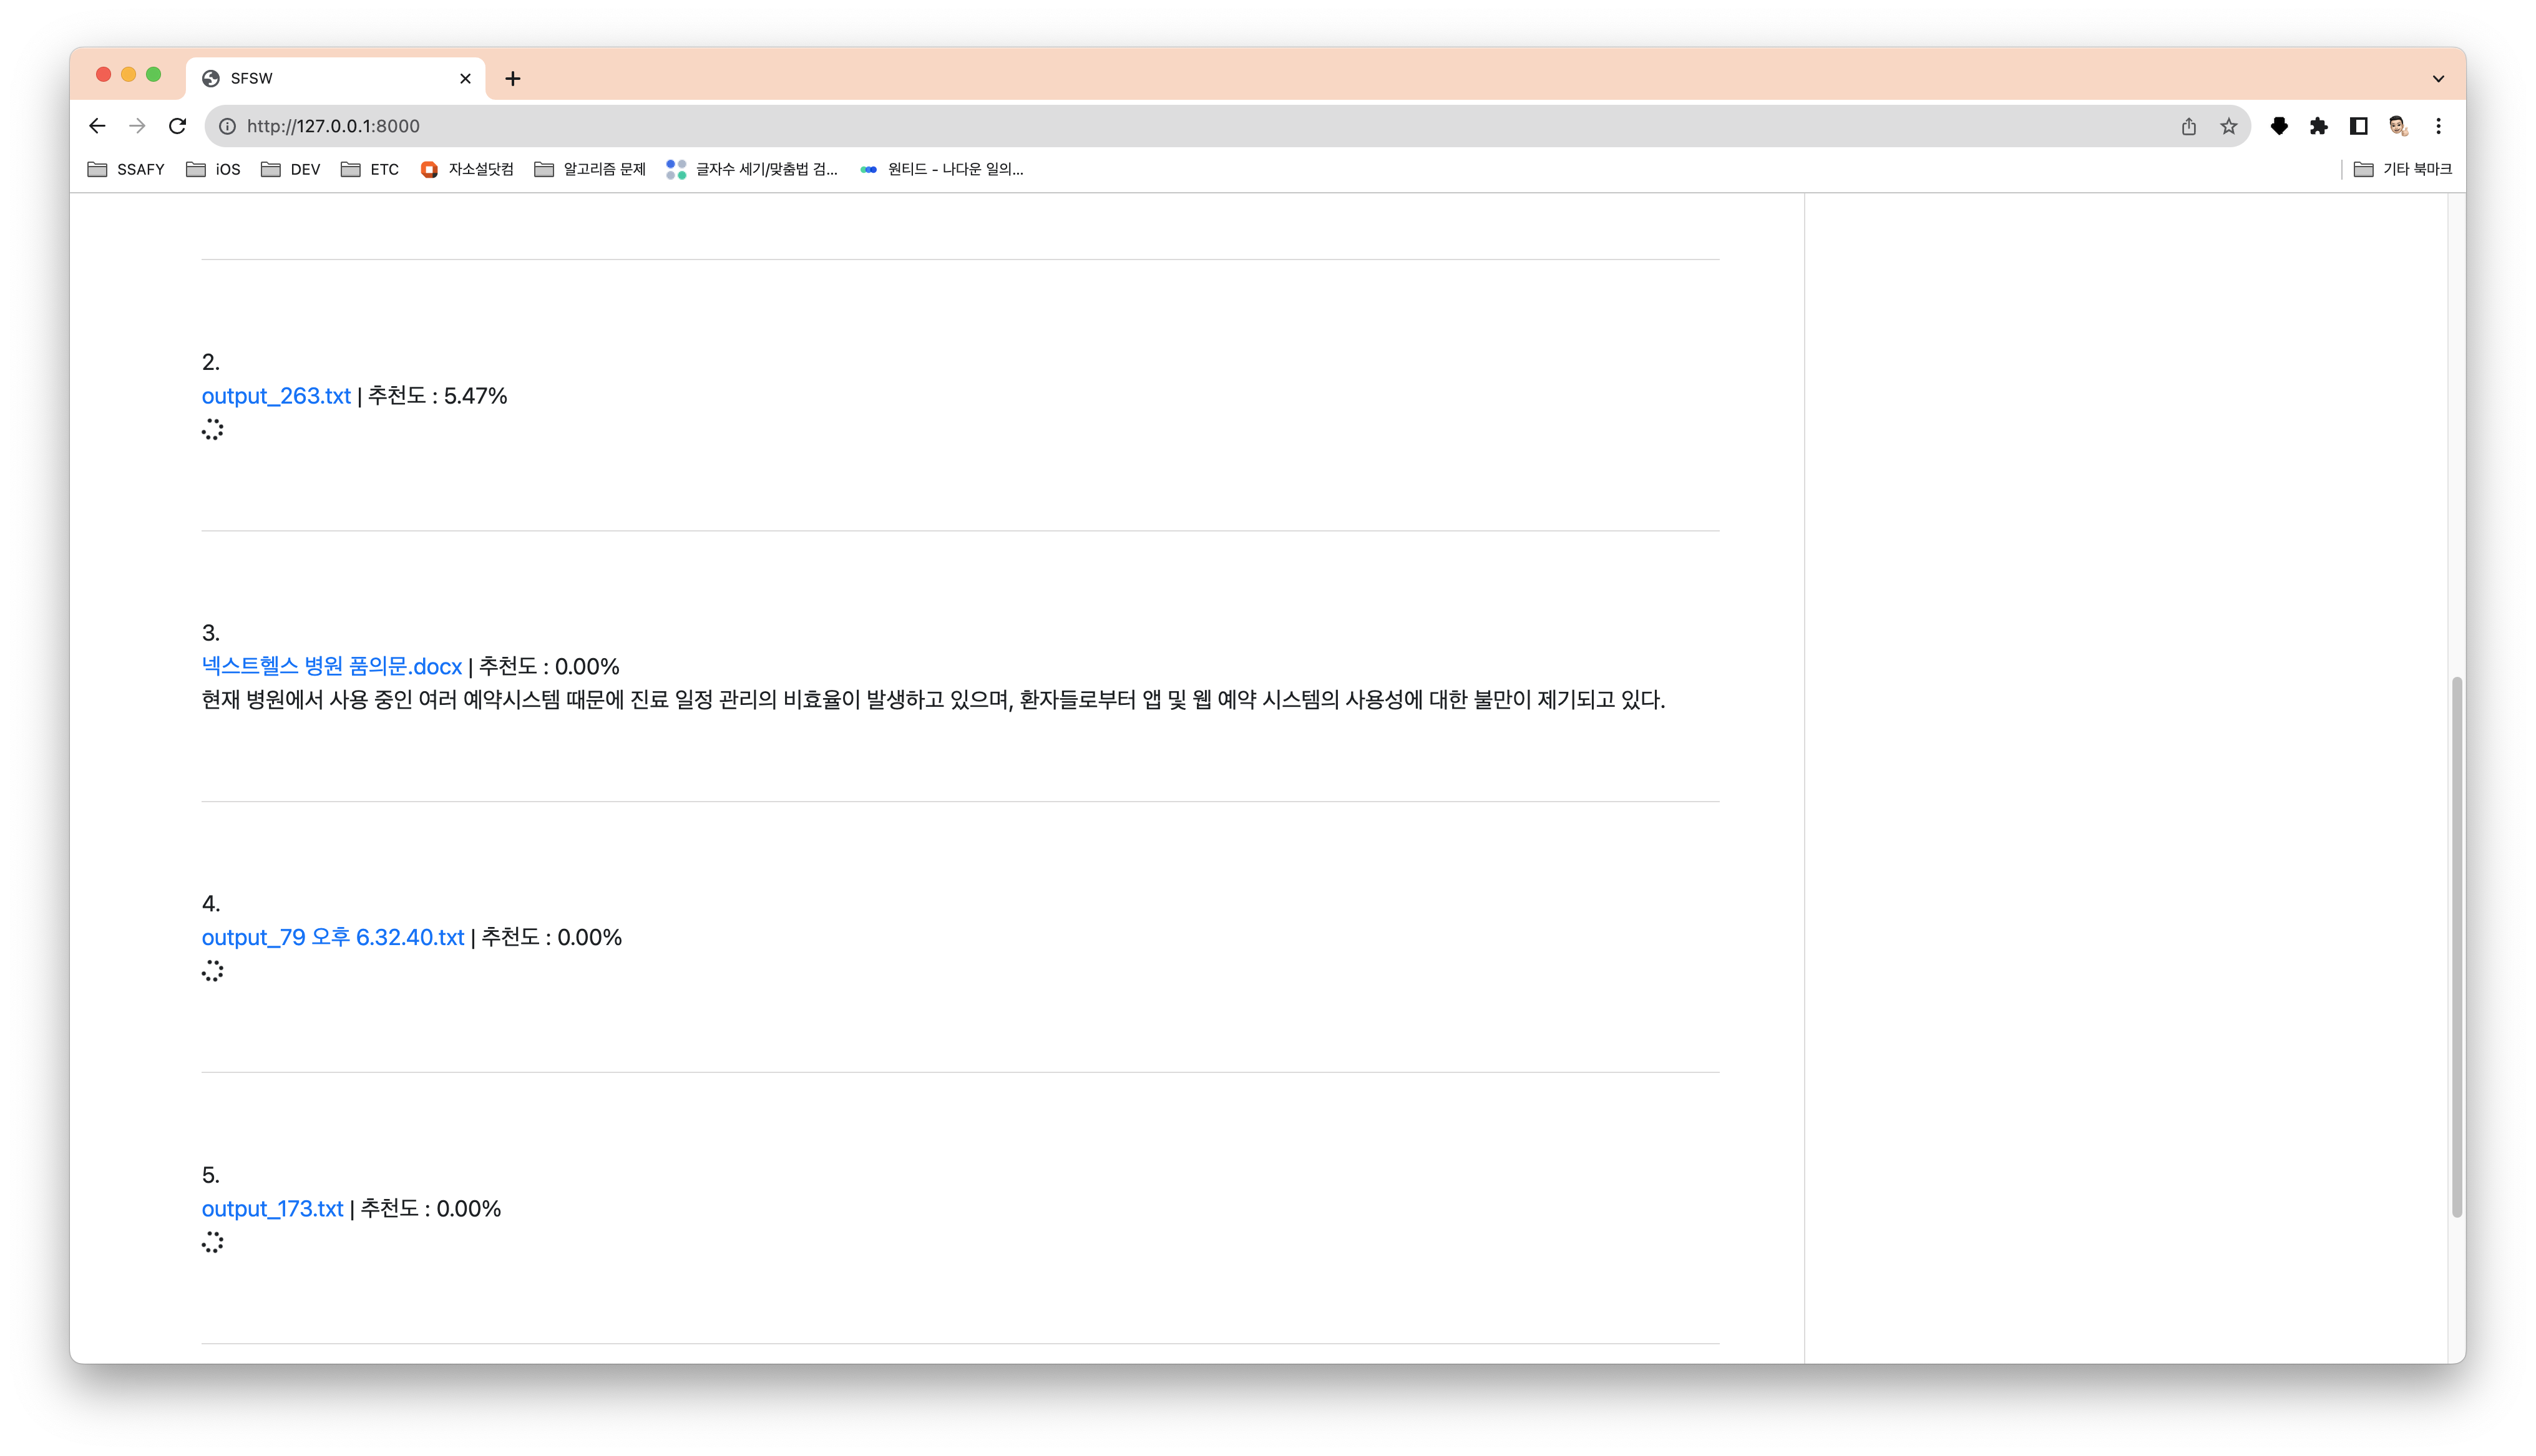 SFSW
http://127.0.0.1:8000
SSAFY iOS DEV ETC 자소설닷컴 알고리즘 문제 글자수 세기/맞춤법 검... 원티드 - 나다운 일의... 기타 북마크
2.
output_263.txt | 추천도 : 5.47%
3.
넥스트헬스 병원 품의문.docx | 추천도 : 0.00%
현재 병원에서 사용 중인 여러 예약시스템 때문에 진료 일정 관리의 비효율이 발생하고 있으며, 환자들로부터 앱 및 웹 예약 시스템의 사용성에 대한 불만이 제기되고 있다.
4.
output_79 오후 6.32.40.txt | 추천도 : 0.00%
5.
output_173.txt | 추천도 : 0.00%